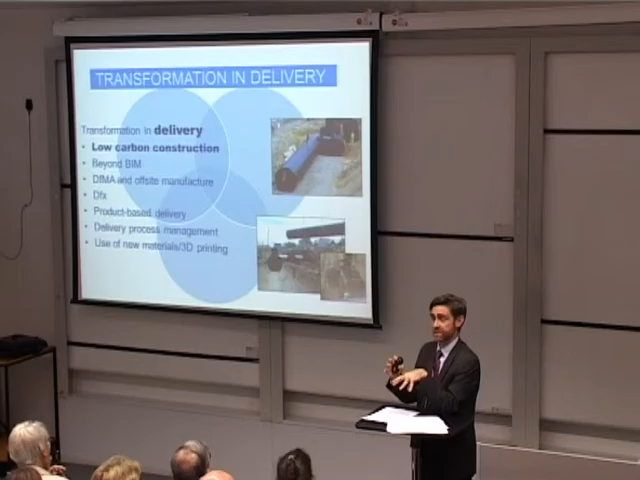 TRANSFORMATION IN DELIVERY
Transformation in delivery
• Low carbon construction
• Beyond BIM
• DfMA and offsite manufacture
• Dfx
• Product-based delivery
• Delivery process management
• Use of new materials/3D printing